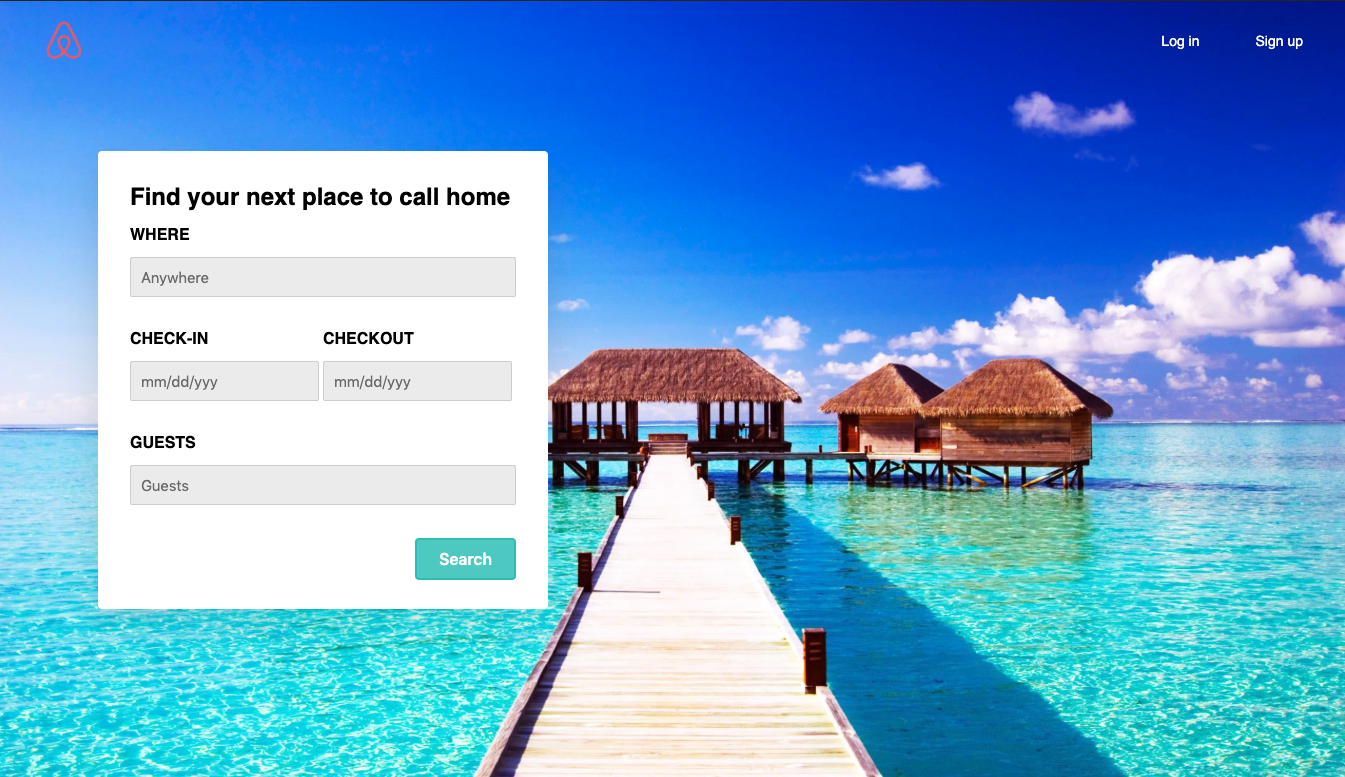 Log in Sign up
Find your next place to call home
WHERE
Anywhere
CHECK-IN CHECKOUT
mm/dd/yyy mm/dd/yyy
GUESTS
Guests
Search